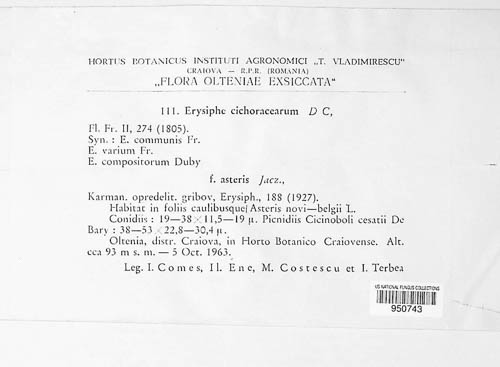 HORTUS BOTANICUS INSTITUTI AGRONOMICI „T. VLADIMIRESCU“
CRAIOVA — R.P.R. (ROMANIA)
„FLORA OLTENIAE EXSICCATA“
111. Erysiphe cichoracearum D C,
Fl. Fr. II, 274 (1805).
Syn. : E. communis Fr.
E. varium Fr.
E. compositorum Duby
f. asteris Jacz.,
Karman. opredelit. gribov, Erysiph., 188 (1927).
Habitat in foliis caulibusque Asteris novi—belgii L.
Conidiis : 19—38×11,5—19 µ. Picnidiis Cicinoboli cesatii De
Bary : 38—53×22,8—30,4 µ.
Oltenia, distr. Craiova, in Horto Botanico Craiovense. Alt.
cca 93 m s. m. — 5 Oct. 1963.
Leg. I. Comes, Il. Ene, M. Costescu et I. Terbea
US NATIONAL FUNGUS COLLECTIONS
950743